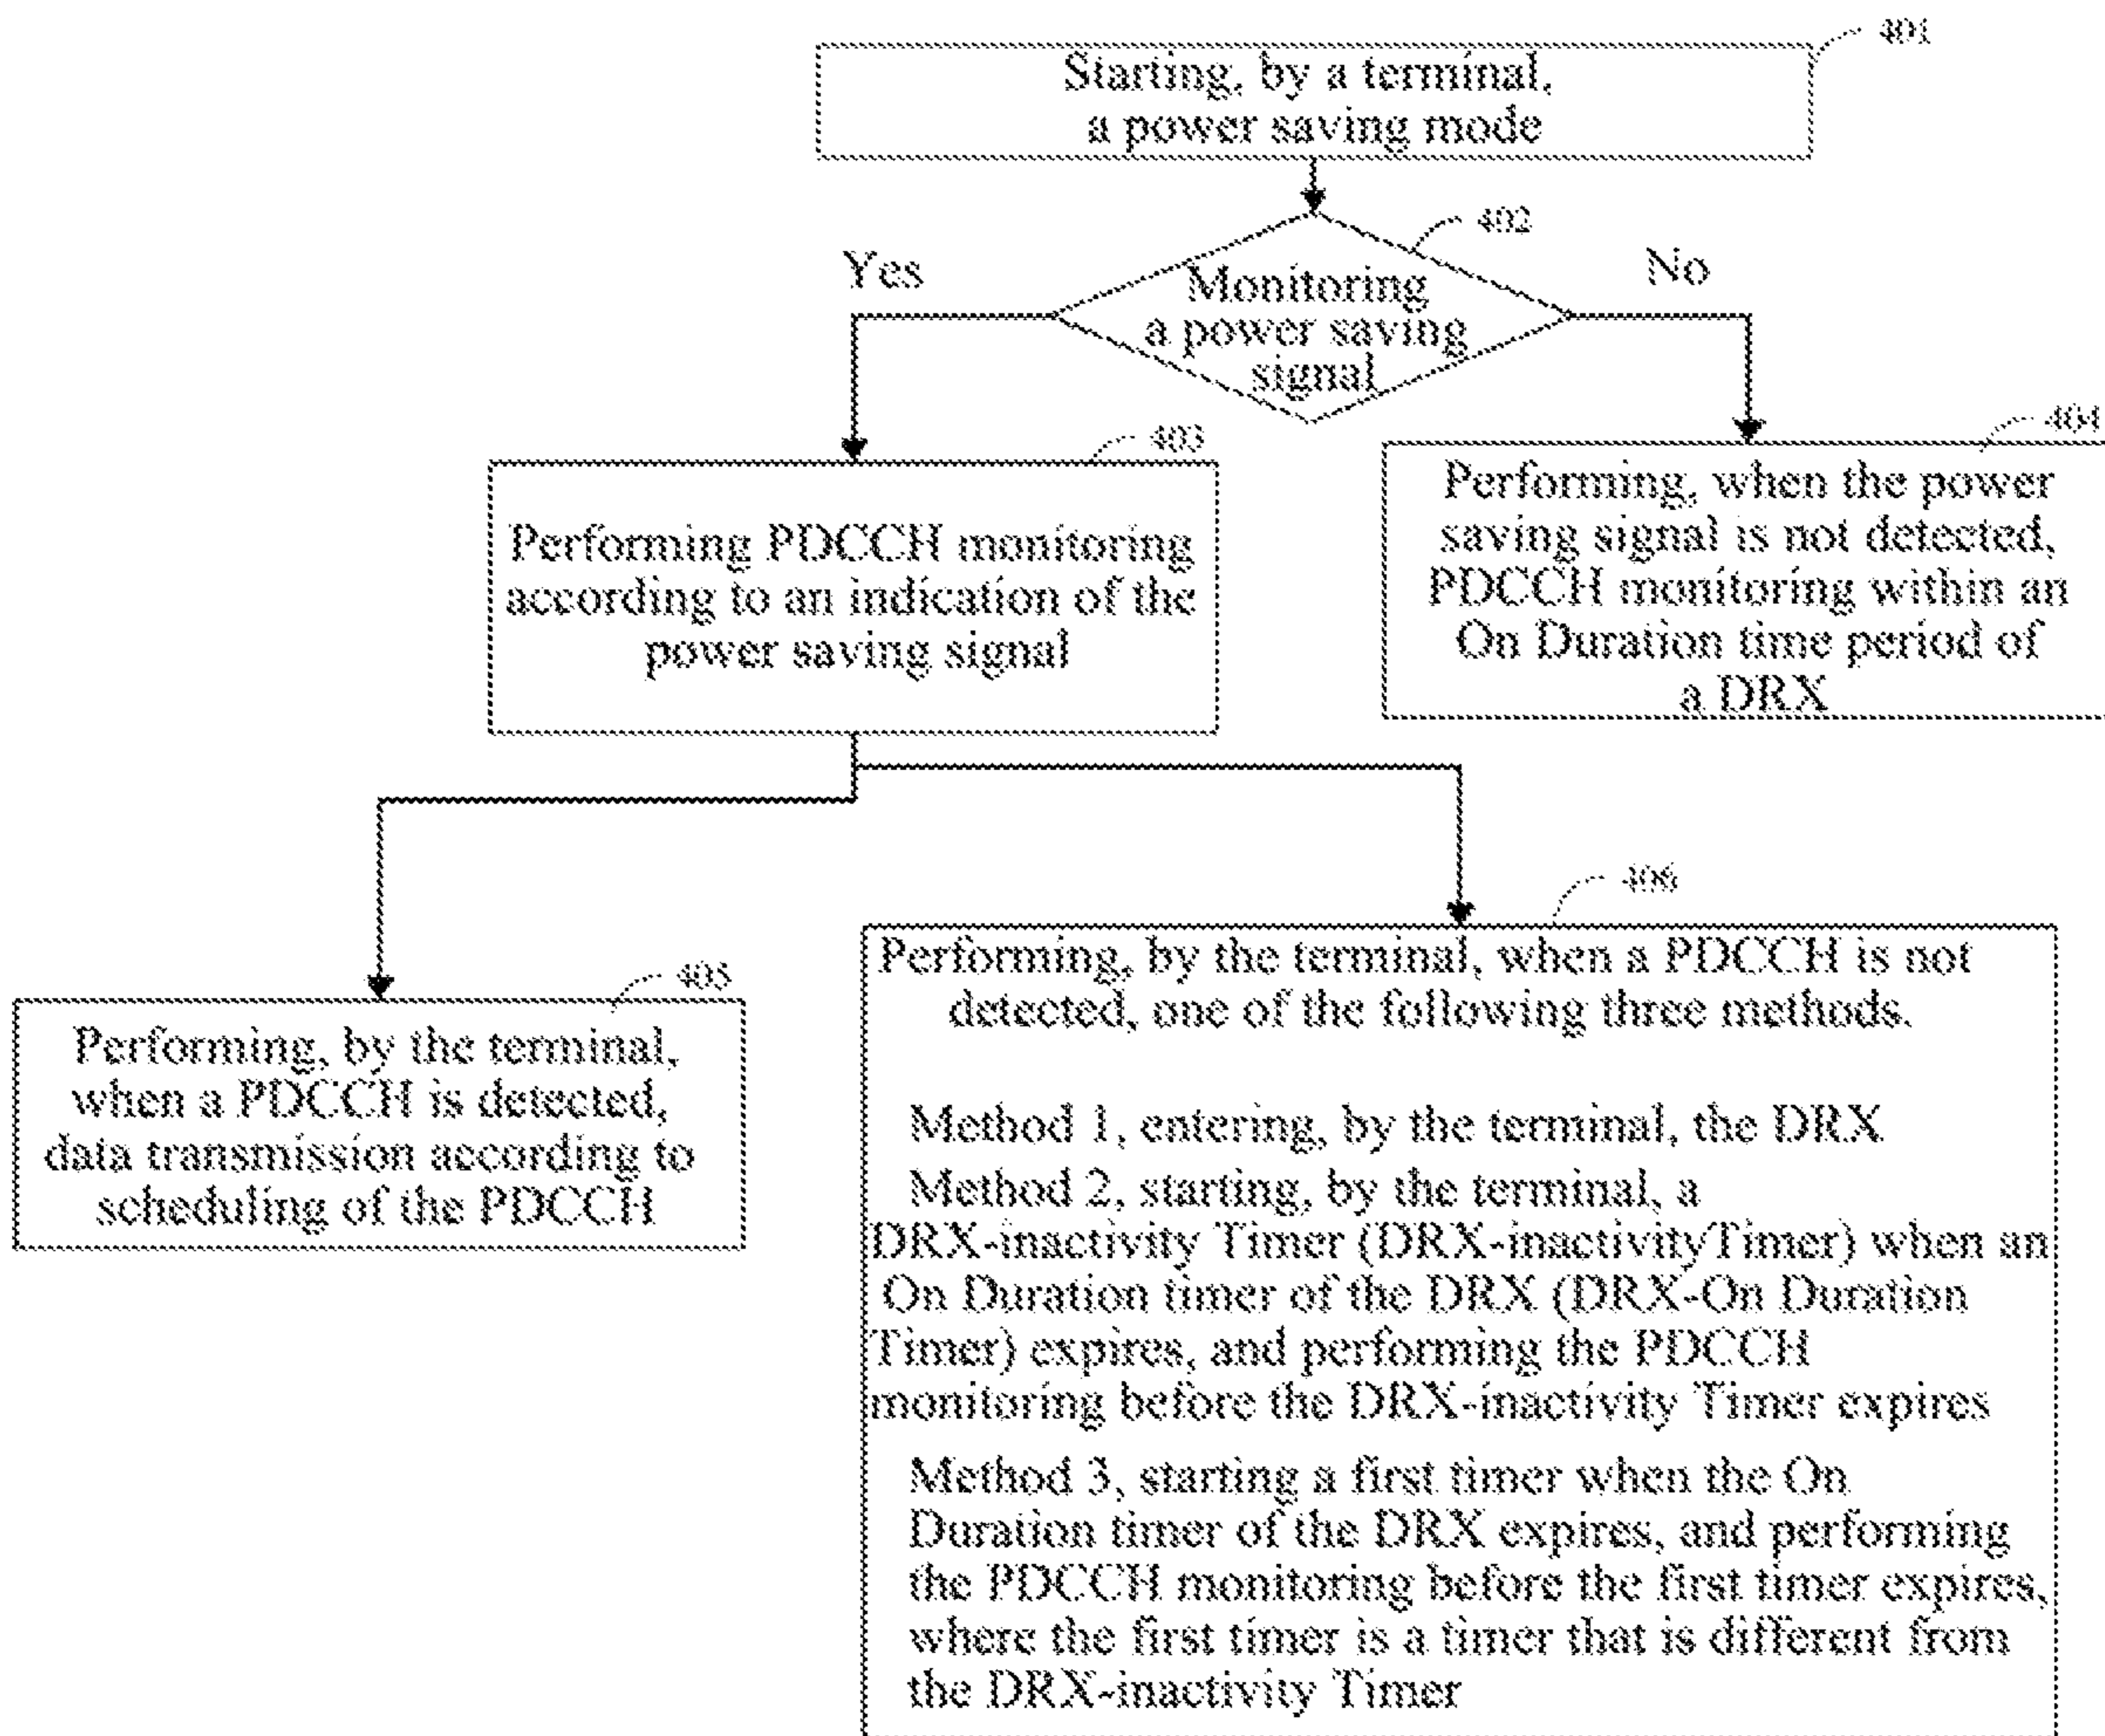 401
Starting, by a terminal,
a power saving mode
402
Yes
No
Monitoring
a power saving
signal
403
404
Performing PDCCH monitoring
according to an indication of the
power saving signal
Performing, when the power
saving signal is not detected,
PDCCH monitoring within an
On Duration time period of
a DRX
405
Performing, by the terminal,
when a PDCCH is detected,
data transmission according to
scheduling of the PDCCH
406
Performing, by the terminal, when a PDCCH is not
detected, one of the following three methods.
Method 1, entering, by the terminal, the DRX
Method 2, starting, by the terminal, a
DRX-inactivity Timer (DRX-inactivityTimer) when an
On Duration timer of the DRX (DRX-On Duration
Timer) expires, and performing the PDCCH
monitoring before the DRX-inactivity Timer expires
Method 3, starting a first timer when the On
Duration timer of the DRX expires, and performing
the PDCCH monitoring before the first timer expires,
where the first timer is a timer that is different from
the DRX-inactivity Timer